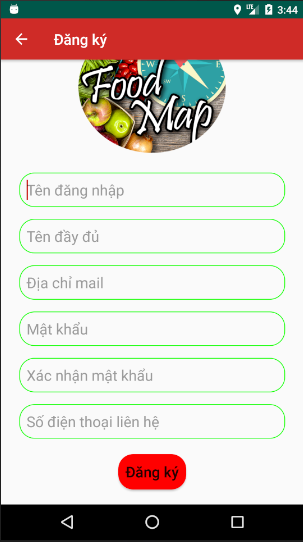 LTE 3:44
Đăng ký
Food
Map
Tên đăng nhập
Tên đầy đủ
Địa chỉ mail
Mật khẩu
Xác nhận mật khẩu
Số điện thoại liên hệ
Đăng ký